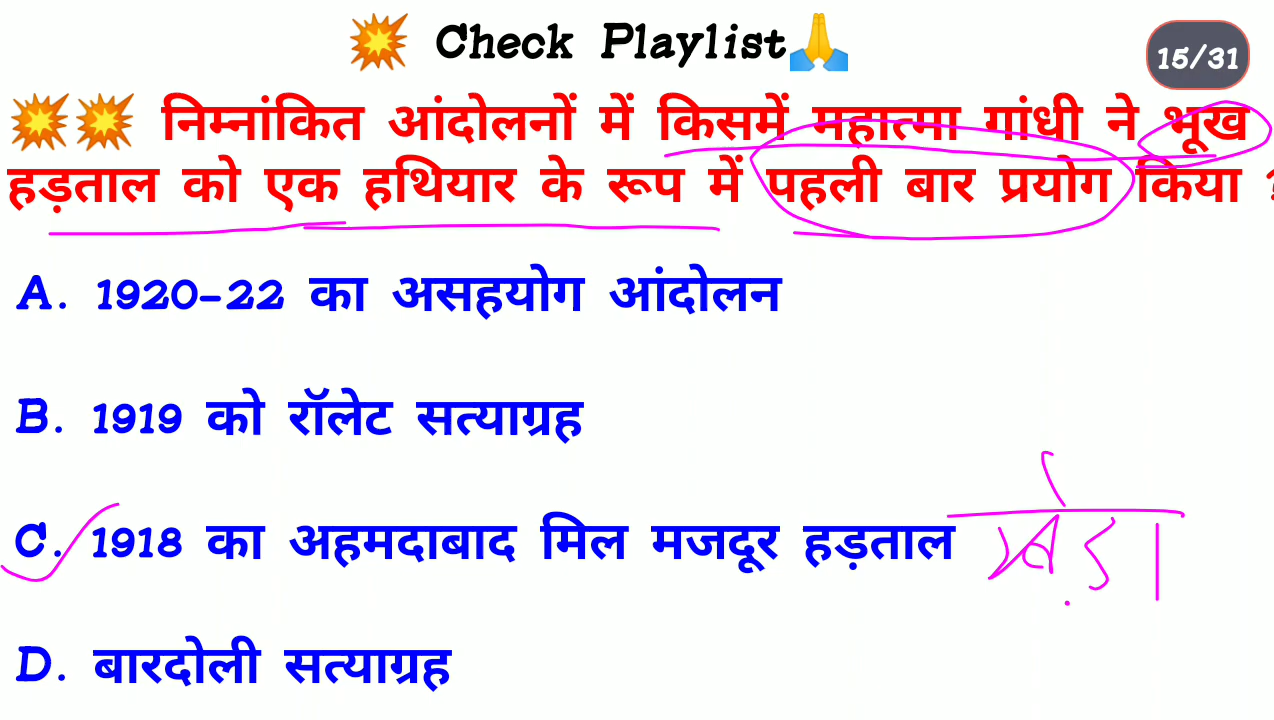 💥 Check Playlist🙏
15/31
💥💥 निम्नांकित आंदोलनों में किसमें महात्मा गांधी ने भूख
हड़ताल को एक हथियार के रूप में पहली बार प्रयोग किया ?
A. 1920-22 का असहयोग आंदोलन
B. 1919 को रॉलेट सत्याग्रह
C. 1918 का अहमदाबाद मिल मजदूर हड़ताल
खेड़ा
D. बारदोली सत्याग्रह